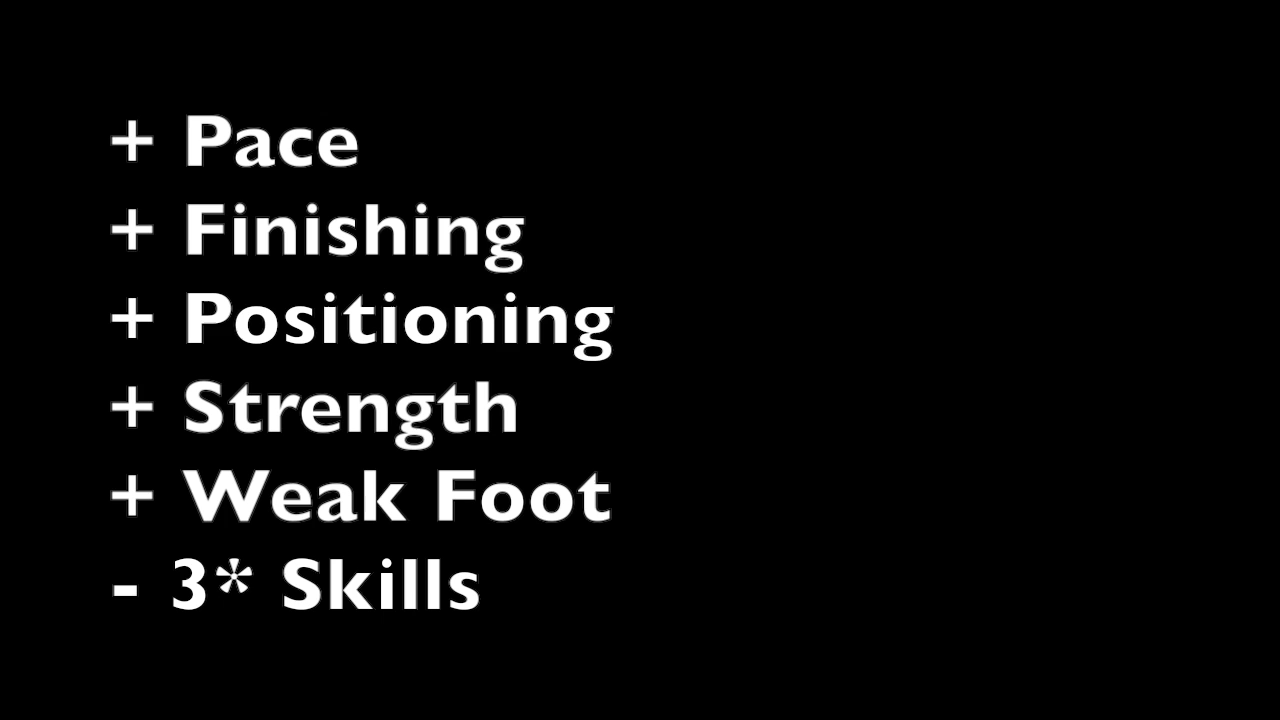 + Pace
+ Finishing
+ Positioning
+ Strength
+ Weak Foot
- 3* Skills